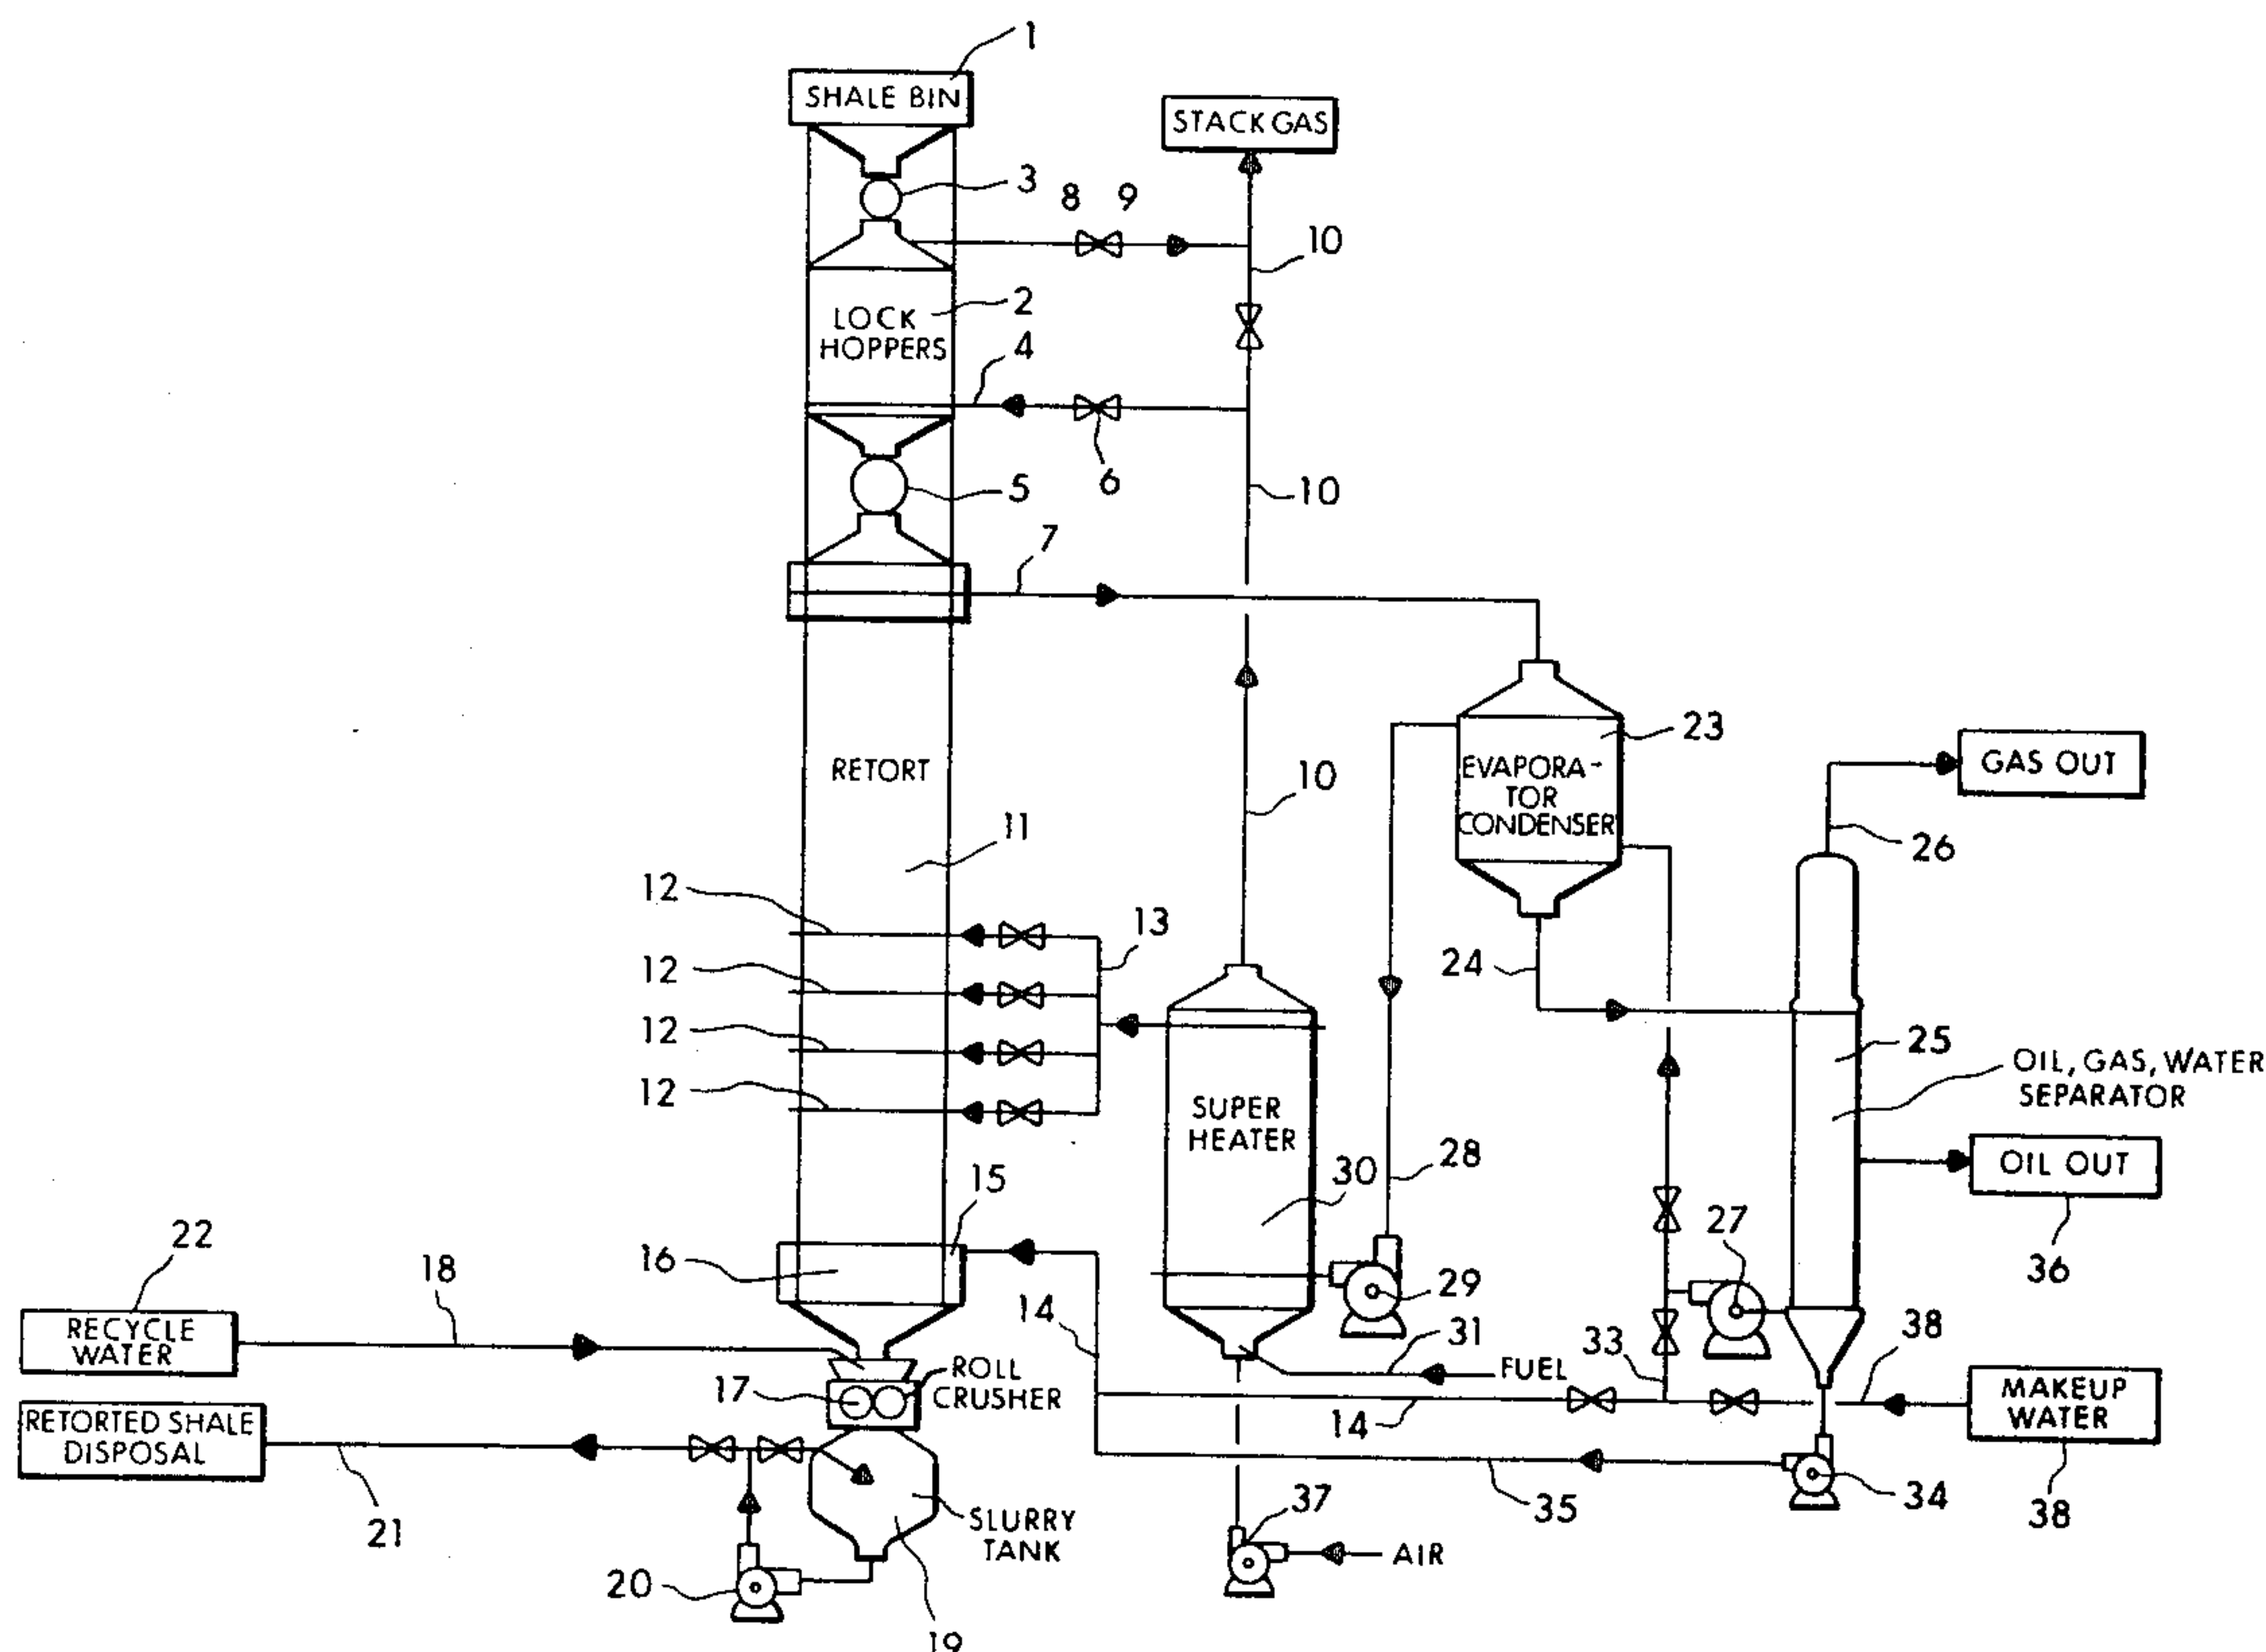 1
SHALE BIN
STACK GAS
3
8
9
10
2
LOCK
HOPPERS
4
5
6
10
7
23
GAS OUT
RETORT
EVAPORA-
TOR
CONDENSER
10
11
26
12
13
12
24
12
25
OIL, GAS, WATER
SEPARATOR
12
SUPER
HEATER
28
OIL OUT
15
30
22
27
36
18
16
29
14
31
33
38
RECYCLE
WATER
ROLL
CRUSHER
FUEL
17
MAKEUP
WATER
14
RETORTED SHALE
DISPOSAL
34
37
35
38
21
SLURRY
TANK
AIR
20
19